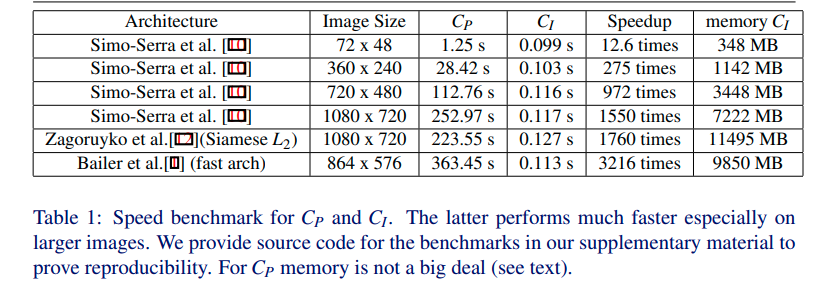 Architecture Image Size C_P C_I Speedup memory C_I
Simo-Serra et al. [10] 72 x 48 1.25 s 0.099 s 12.6 times 348 MB
Simo-Serra et al. [10] 360 x 240 28.42 s 0.103 s 275 times 1142 MB
Simo-Serra et al. [10] 720 x 480 112.76 s 0.116 s 972 times 3448 MB
Simo-Serra et al. [10] 1080 x 720 252.97 s 0.117 s 1550 times 7222 MB
Zagoruyko et al.[12](Siamese L_2) 1080 x 720 223.55 s 0.127 s 1760 times 11495 MB
Bailer et al.[1] (fast arch) 864 x 576 363.45 s 0.113 s 3216 times 9850 MB
Table 1: Speed benchmark for C_P and C_I. The latter performs much faster especially on
larger images. We provide source code for the benchmarks in our supplementary material to
prove reproducibility. For C_P memory is not a big deal (see text).